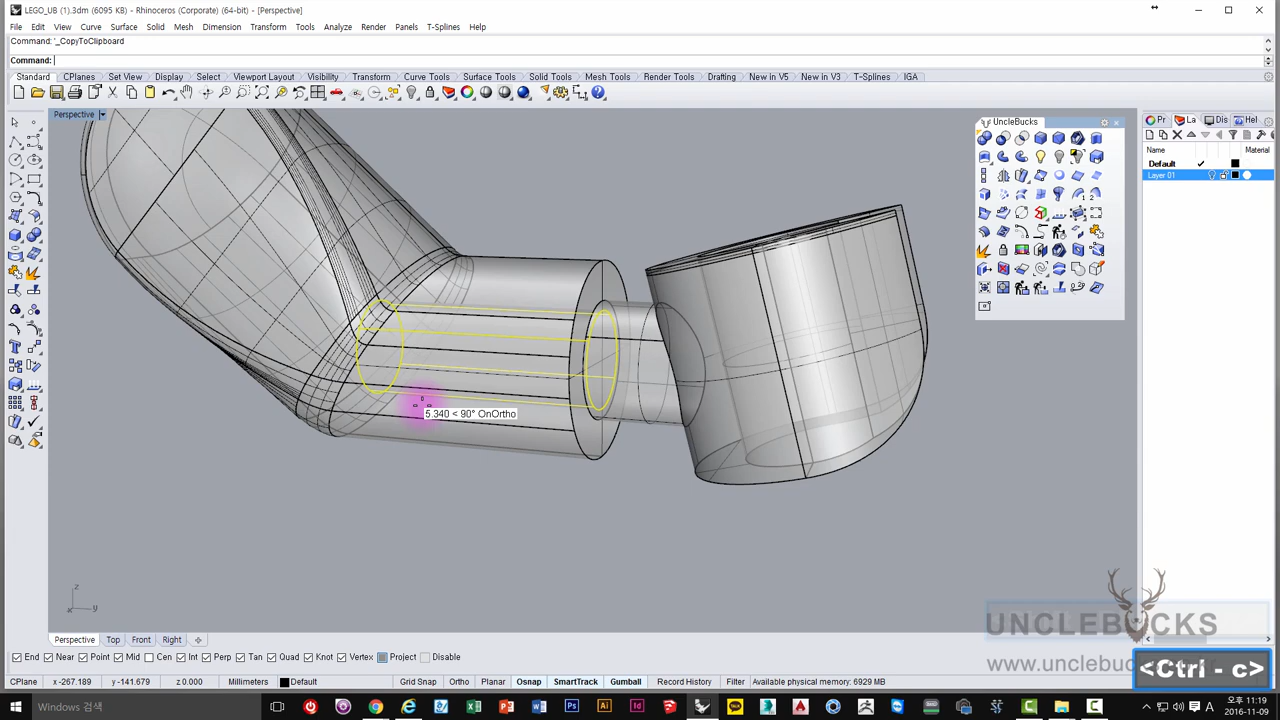 LEGO_UB (1).3dm (6095 KB) - Rhinoceros (Corporate) (64-bit) - [Perspective]
File Edit View Curve Surface Solid Mesh Dimension Transform Tools Analyze Render Panels T-Splines Help
Command: '_CopyToClipboard
Command:
Standard CPlanes Set View Display Select Viewport Layout Visibility Transform Curve Tools Surface Tools Solid Tools Mesh Tools Render Tools Drafting New in V5 New in V3 T-Splines IGA
Perspective
UncleBucks
Pr La Dis Hel
Name Material
Default
Layer 01
5.340 < 90° OnOrtho
z
x y
UNCLEBUCKS
www.unclebucks
<Ctrl - c>
Perspective Top Front Right
End Near Point Mid Cen Int Perp Tan Quad Knot Vertex Project Disable
CPlane x -267.189 y -141.679 z 0.000 Millimeters Default Grid Snap Ortho Planar Osnap SmartTrack Gumball Record History Filter Available physical memory: 6929 MB
Windows 검색
A 오후 11:19
2016-11-09